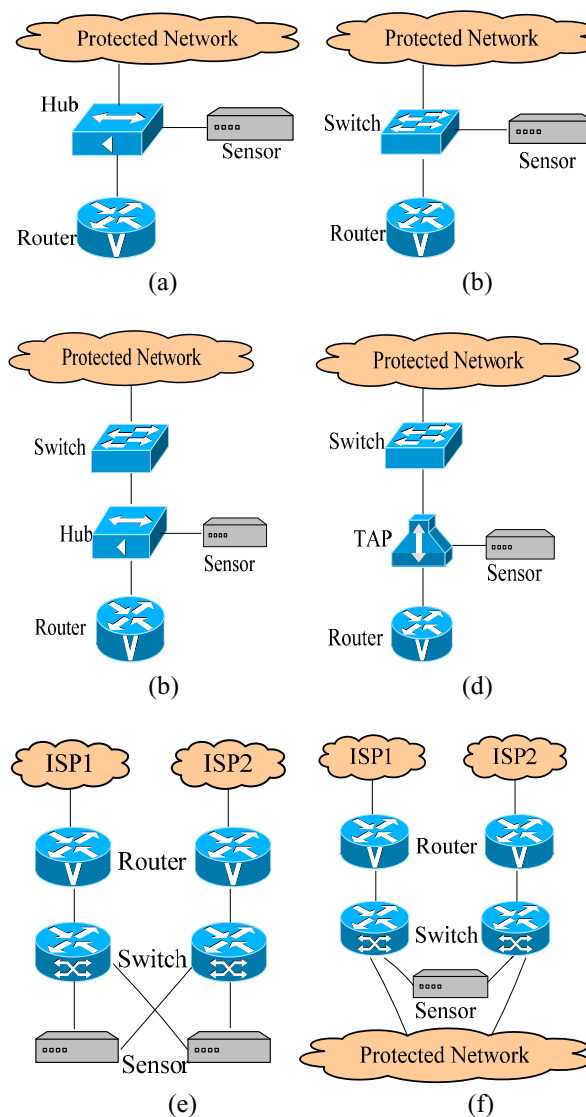 Protected Network
Hub
Sensor
Router
(a)
Protected Network
Switch
Sensor
Router
(b)
Protected Network
Switch
Hub
Sensor
Router
(b)
Protected Network
Switch
TAP
Sensor
Router
(d)
ISP1
ISP2
Router
Switch
Sensor
(e)
ISP1
ISP2
Router
Switch
Sensor
Protected Network
(f)